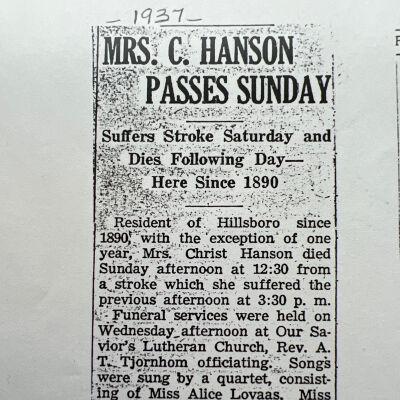 - 1937 -
MRS. C. HANSON
PASSES SUNDAY
Suffers Stroke Saturday and
Dies Following Day—
Here Since 1890
Resident of Hillsboro since
1890, with the exception of one
year, Mrs. Christ Hanson died
Sunday afternoon at 12:30 from
a stroke which she suffered the
previous afternoon at 3:30 p. m.
Funeral services were held on
Wednesday afternoon at Our Sa-
vior's Lutheran Church, Rev. A.
T. Tjornhom officiating. Songs
were sung by a quartet, consist-
ing of Miss Alice Lovaas, Miss